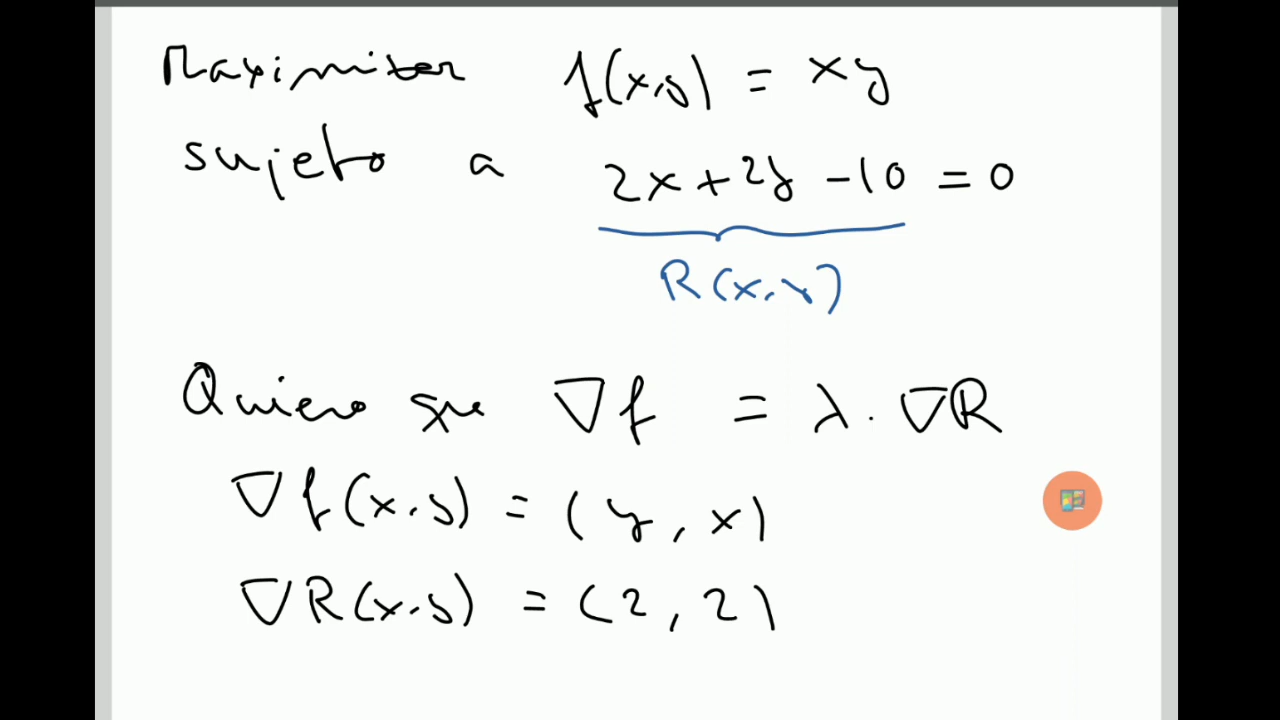 Maximizar f(x,y) = xy
sujeto a 2x + 2y - 10 = 0
R(x,y)
Quiero que ∇f = λ · ∇R
∇f(x,y) = (y, x)
∇R(x,y) = (2, 2)